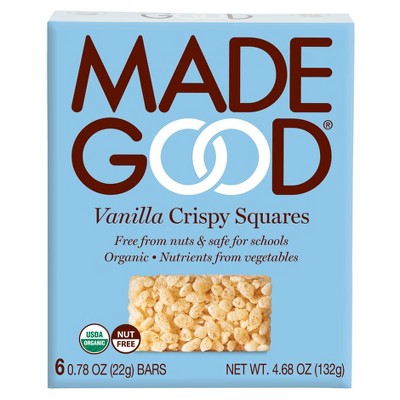 MADE
GOOD®
Vanilla Crispy Squares
Free from nuts & safe for schools
Organic • Nutrients from vegetables
USDA
ORGANIC
NUT
FREE
6 0.78 OZ (22g) BARS
NET WT. 4.68 OZ (132g)